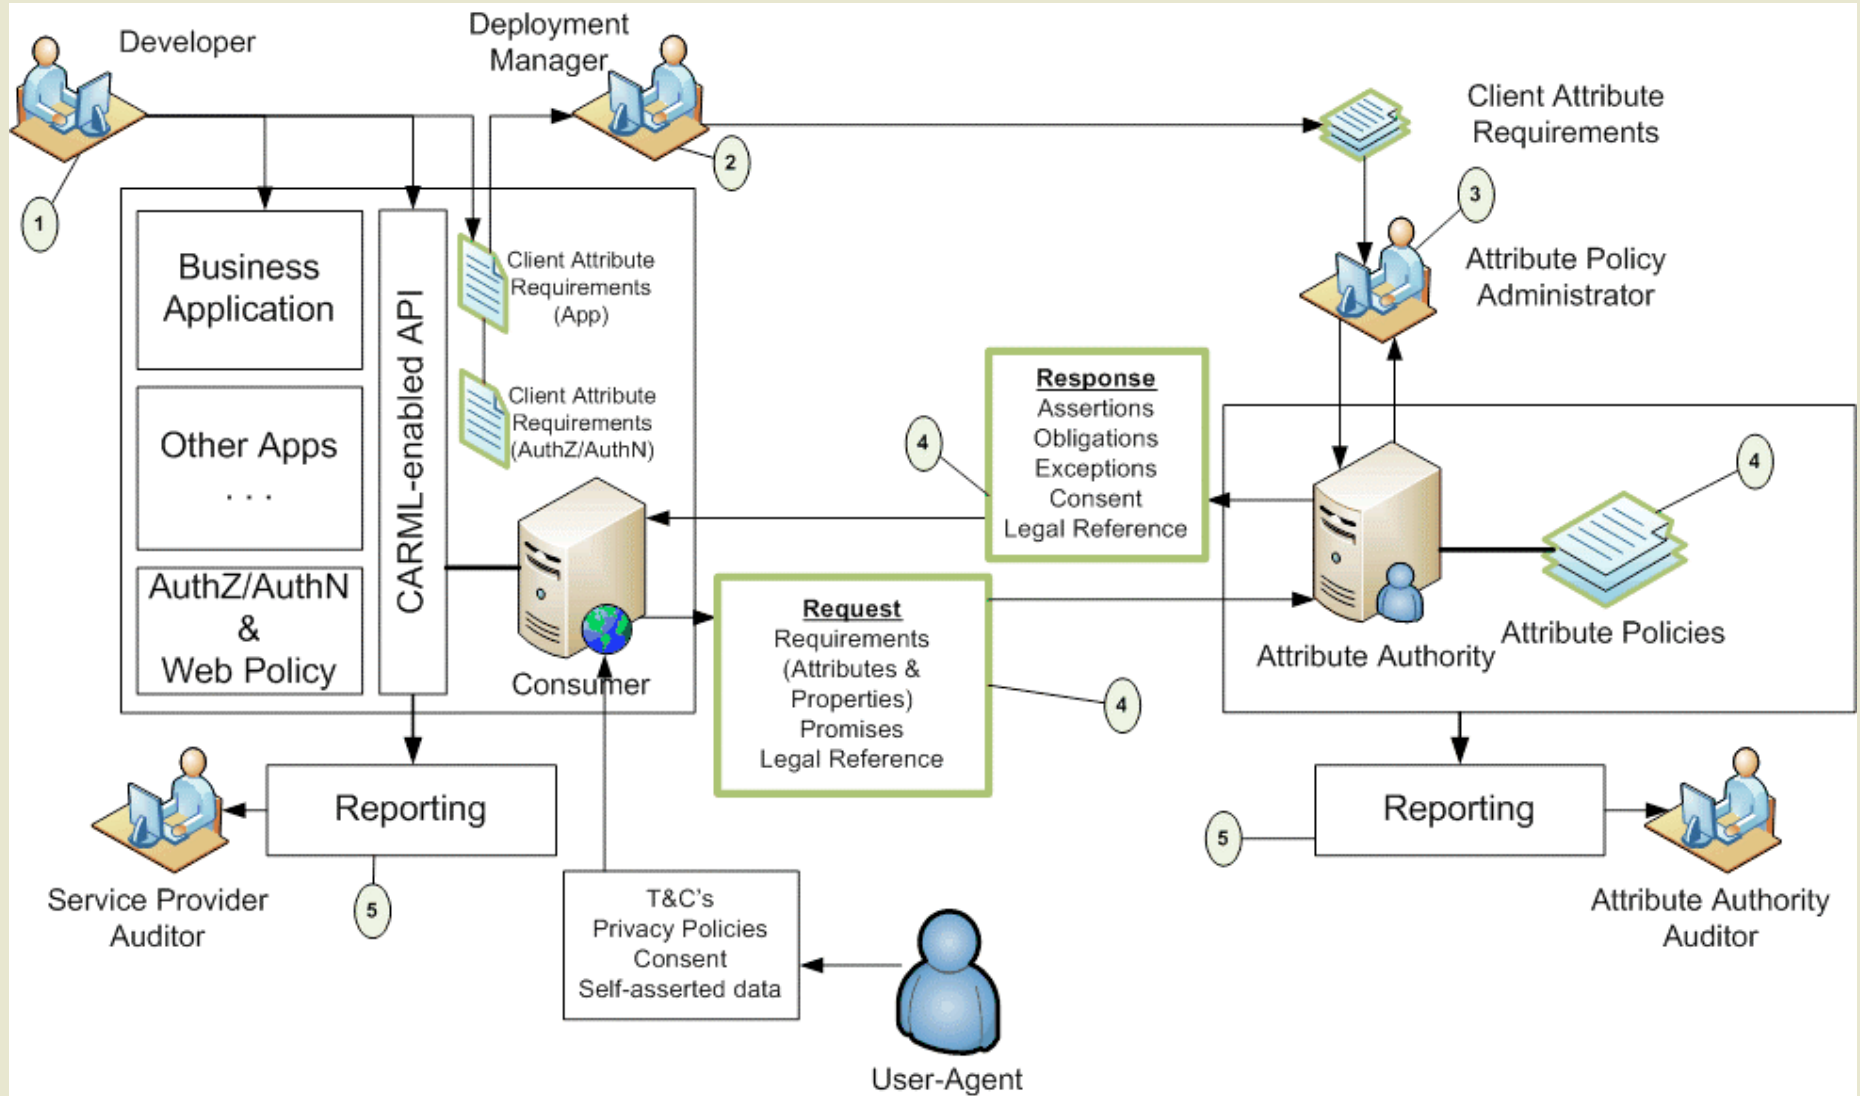 Developer
Deployment
Manager
Client Attribute
Requirements
1
2
3
Business
Application
Other Apps
. . .
AuthZ/AuthN
&
Web Policy
CARML-enabled API
Client Attribute
Requirements
(App)
Client Attribute
Requirements
(AuthZ/AuthN)
Consumer
Attribute Policy
Administrator
4
Response
Assertions
Obligations
Exceptions
Consent
Legal Reference
Request
Requirements
(Attributes &
Properties)
Promises
Legal Reference
4
4
Attribute Authority
Attribute Policies
Reporting
Service Provider
Auditor
5
T&C's
Privacy Policies
Consent
Self-asserted data
User-Agent
5
Reporting
Attribute Authority
Auditor